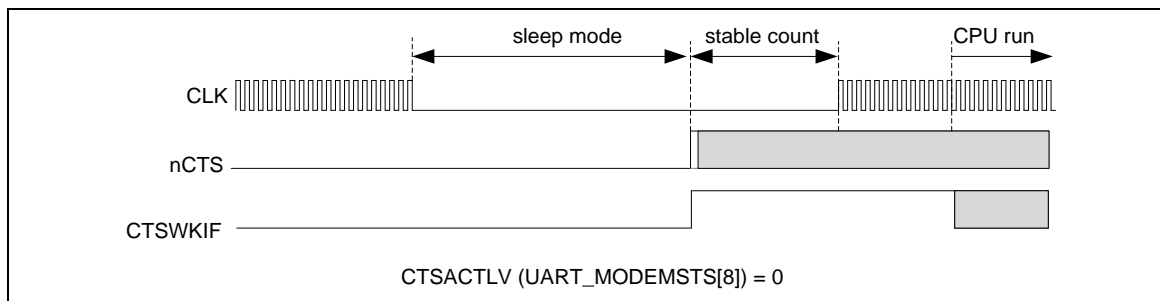 sleep mode stable count CPU run
CLK
nCTS
CTSWKIF
CTSACTLV (UART_MODEMSTS[8]) = 0